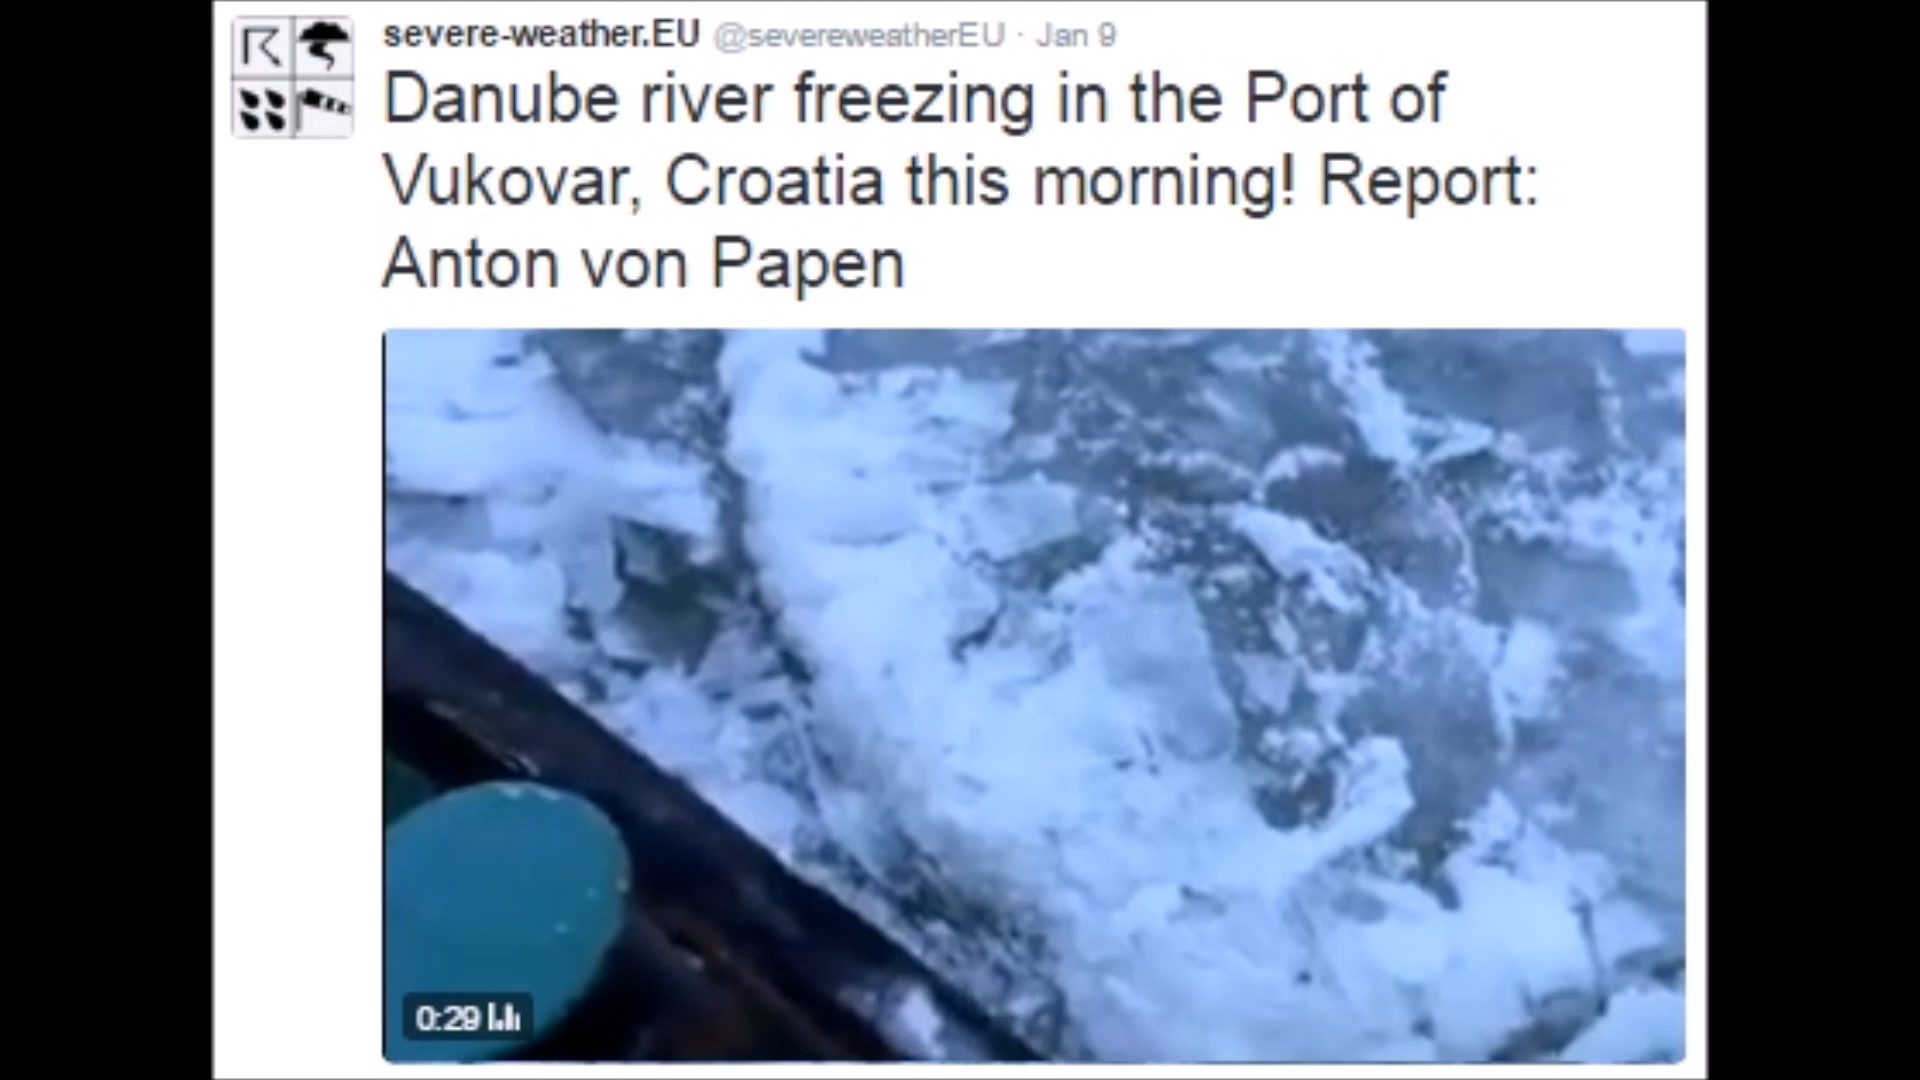 severe-weather.EU @severeweatherEU · Jan 9
Danube river freezing in the Port of
Vukovar, Croatia this morning! Report:
Anton von Papen
0:29